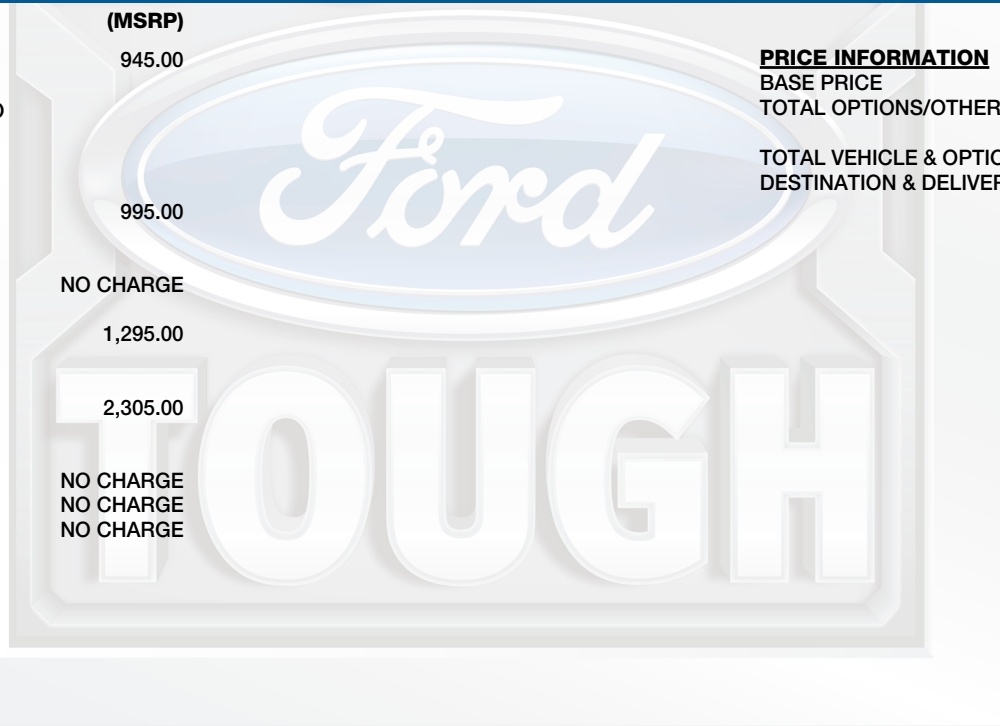 (MSRP)
945.00
995.00
NO CHARGE
1,295.00
2,305.00
NO CHARGE
NO CHARGE
NO CHARGE
PRICE INFORMATION
BASE PRICE
TOTAL OPTIONS/OTHER
TOTAL VEHICLE & OPTIO
DESTINATION & DELIVER
Ford
TOUGH